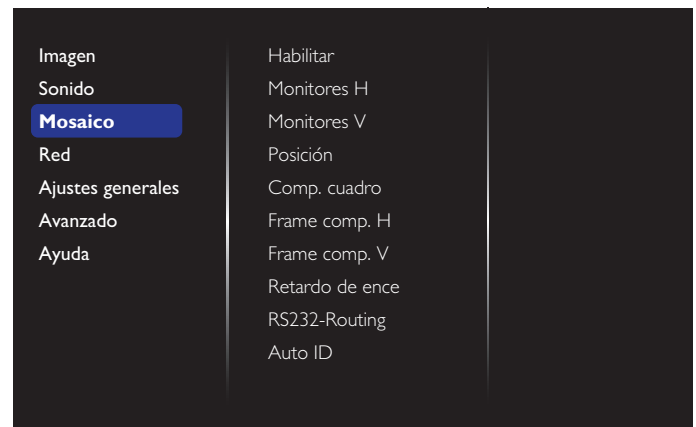 Imagen
Sonido
Mosaico
Red
Ajustes generales
Avanzado
Ayuda
Habilitar
Monitores H
Monitores V
Posición
Comp. cuadro
Frame comp. H
Frame comp. V
Retardo de ence
RS232-Routing
Auto ID